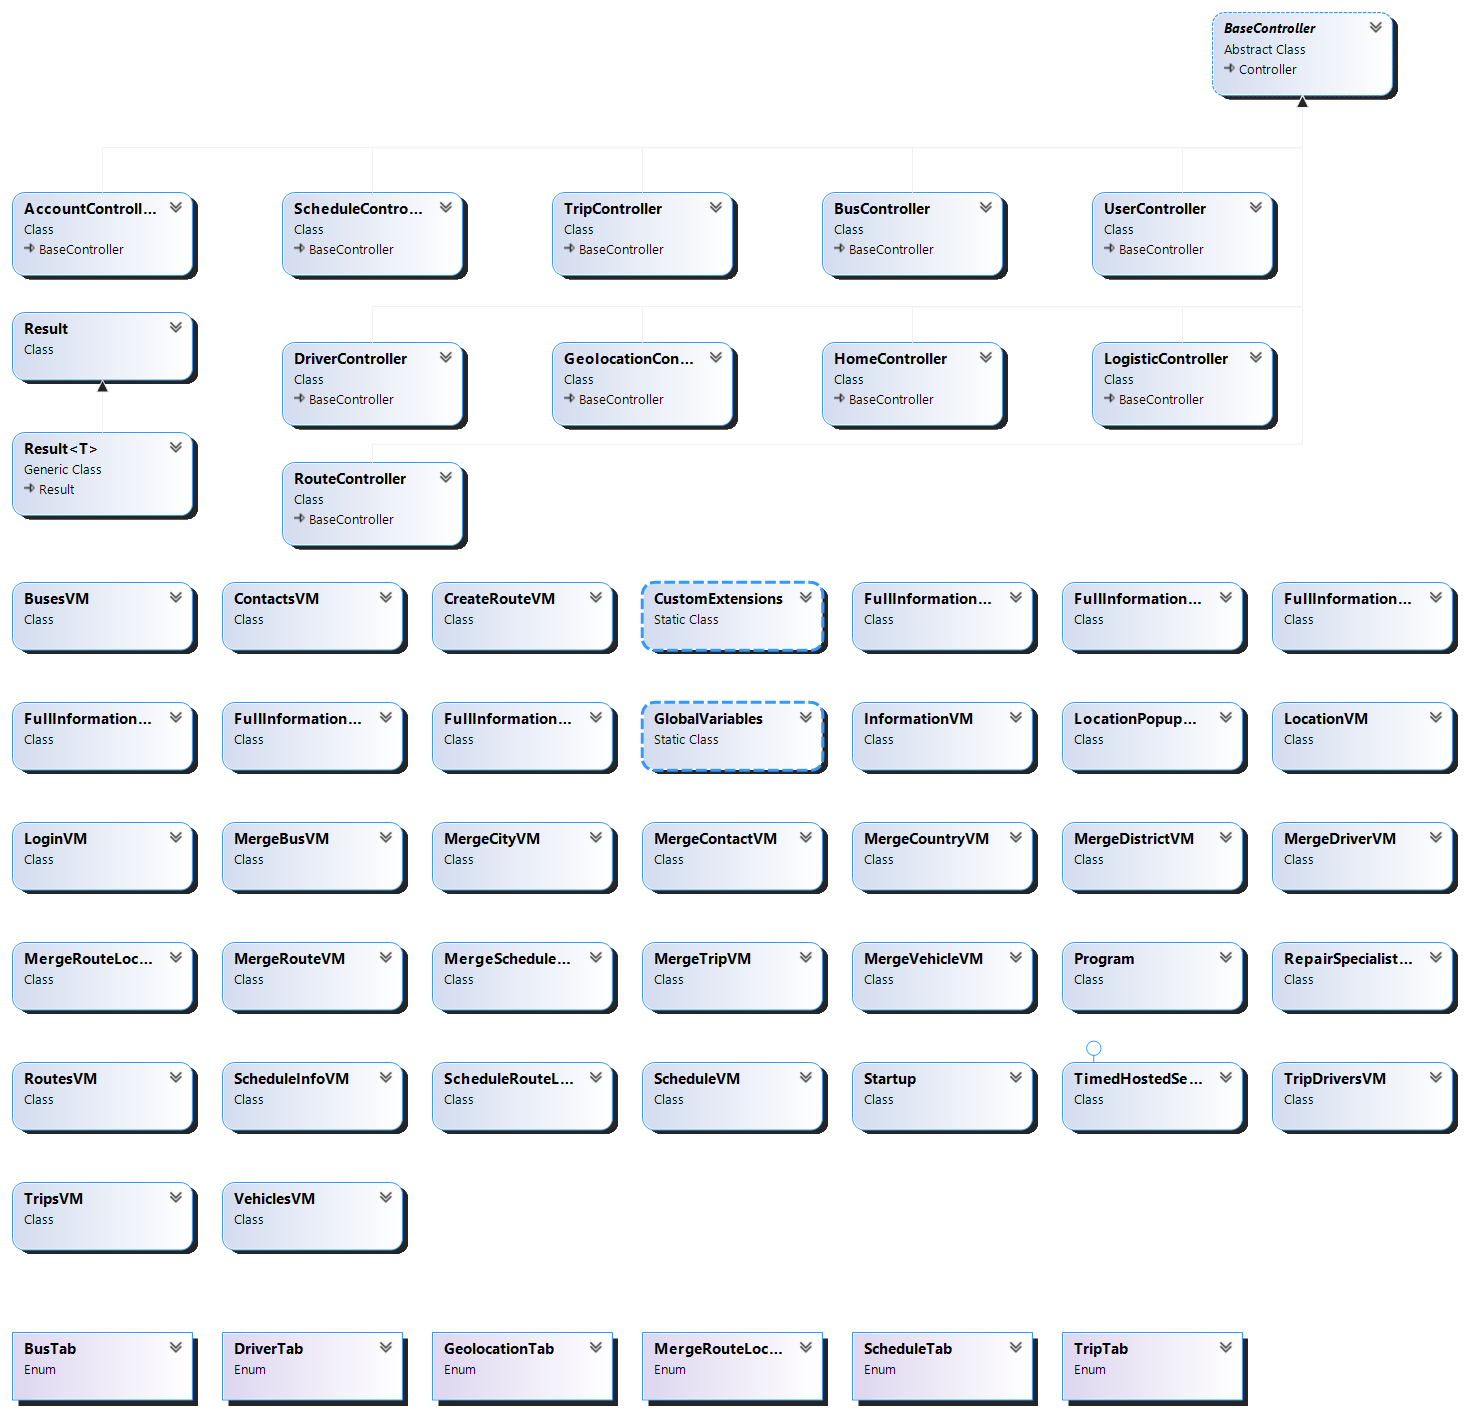 BaseController
Abstract Class
Controller
AccountControll...
Class
BaseController
ScheduleContro...
Class
BaseController
TripController
Class
BaseController
BusController
Class
BaseController
UserController
Class
BaseController
Result
Class
DriverController
Class
BaseController
GeolocationCon...
Class
BaseController
HomeController
Class
BaseController
LogisticController
Class
BaseController
Result<T>
Generic Class
Result
RouteController
Class
BaseController
BusesVM
Class
ContactsVM
Class
CreateRouteVM
Class
CustomExtensions
Static Class
FullInformation...
Class
FullInformation...
Class
FullInformation...
Class
FullInformation...
Class
FullInformation...
Class
FullInformation...
Class
GlobalVariables
Static Class
InformationVM
Class
LocationPopup...
Class
LocationVM
Class
LoginVM
Class
MergeBusVM
Class
MergeCityVM
Class
MergeContactVM
Class
MergeCountryVM
Class
MergeDistrictVM
Class
MergeDriverVM
Class
MergeRouteLoc...
Class
MergeRouteVM
Class
MergeSchedule...
Class
MergeTripVM
Class
MergeVehicleVM
Class
Program
Class
RepairSpecialist...
Class
RoutesVM
Class
ScheduleInfoVM
Class
ScheduleRouteL...
Class
ScheduleVM
Class
Startup
Class
TimedHostedSe...
Class
TripDriversVM
Class
TripsVM
Class
VehiclesVM
Class
BusTab
Enum
DriverTab
Enum
GeolocationTab
Enum
MergeRouteLoc...
Enum
ScheduleTab
Enum
TripTab
Enum